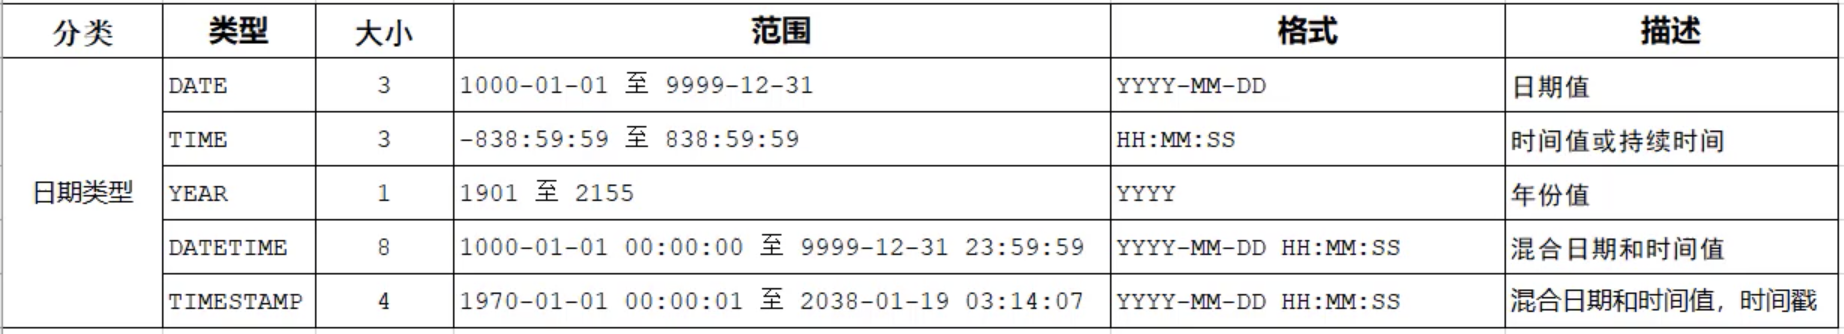 分类 类型 大小 范围 格式 描述
日期类型
DATE 3 1000-01-01 至 9999-12-31 YYYY-MM-DD 日期值
TIME 3 -838:59:59 至 838:59:59 HH:MM:SS 时间值或持续时间
YEAR 1 1901 至 2155 YYYY 年份值
DATETIME 8 1000-01-01 00:00:00 至 9999-12-31 23:59:59 YYYY-MM-DD HH:MM:SS 混合日期和时间值
TIMESTAMP 4 1970-01-01 00:00:01 至 2038-01-19 03:14:07 YYYY-MM-DD HH:MM:SS 混合日期和时间值，时间戳